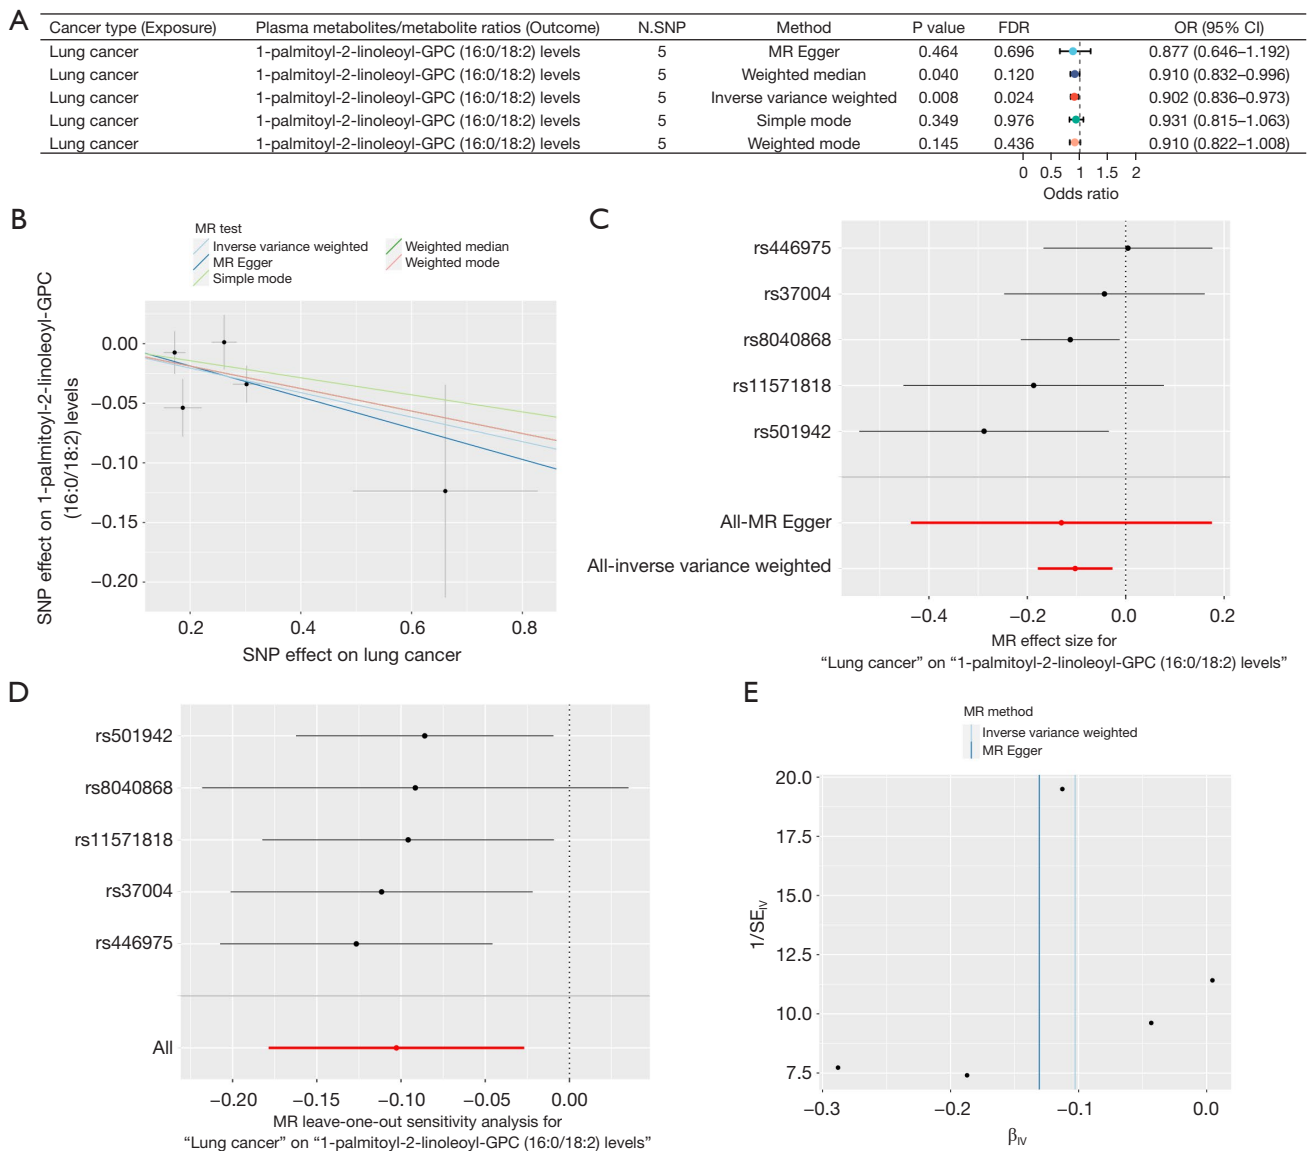 A
Cancer type (Exposure) Plasma metabolites/metabolite ratios (Outcome) N.SNP Method P value FDR OR (95% CI)
Lung cancer 1-palmitoyl-2-linoleoyl-GPC (16:0/18:2) levels 5 MR Egger 0.464 0.696 0.877 (0.646–1.192)
Lung cancer 1-palmitoyl-2-linoleoyl-GPC (16:0/18:2) levels 5 Weighted median 0.040 0.120 0.910 (0.832–0.996)
Lung cancer 1-palmitoyl-2-linoleoyl-GPC (16:0/18:2) levels 5 Inverse variance weighted 0.008 0.024 0.902 (0.836–0.973)
Lung cancer 1-palmitoyl-2-linoleoyl-GPC (16:0/18:2) levels 5 Simple mode 0.349 0.976 0.931 (0.815–1.063)
Lung cancer 1-palmitoyl-2-linoleoyl-GPC (16:0/18:2) levels 5 Weighted mode 0.145 0.436 0.910 (0.822–1.008)
0 0.5 1 1.5 2
Odds ratio
B
MR test
Inverse variance weighted Weighted median
MR Egger Weighted mode
Simple mode
SNP effect on 1-palmitoyl-2-linoleoyl-GPC
(16:0/18:2) levels
0.00
−0.05
−0.10
−0.15
−0.20
0.2 0.4 0.6 0.8
SNP effect on lung cancer
C
rs446975
rs37004
rs8040868
rs11571818
rs501942
All-MR Egger
All-inverse variance weighted
−0.4 −0.2 0.0 0.2
MR effect size for
“Lung cancer” on “1-palmitoyl-2-linoleoyl-GPC (16:0/18:2) levels”
D
rs501942
rs8040868
rs11571818
rs37004
rs446975
All
−0.20 −0.15 −0.10 −0.05 0.00
MR leave-one-out sensitivity analysis for
“Lung cancer” on “1-palmitoyl-2-linoleoyl-GPC (16:0/18:2) levels”
E
MR method
Inverse variance weighted
MR Egger
1/SE_IV
20.0
17.5
15.0
12.5
10.0
7.5
−0.3 −0.2 −0.1 0.0
β_IV